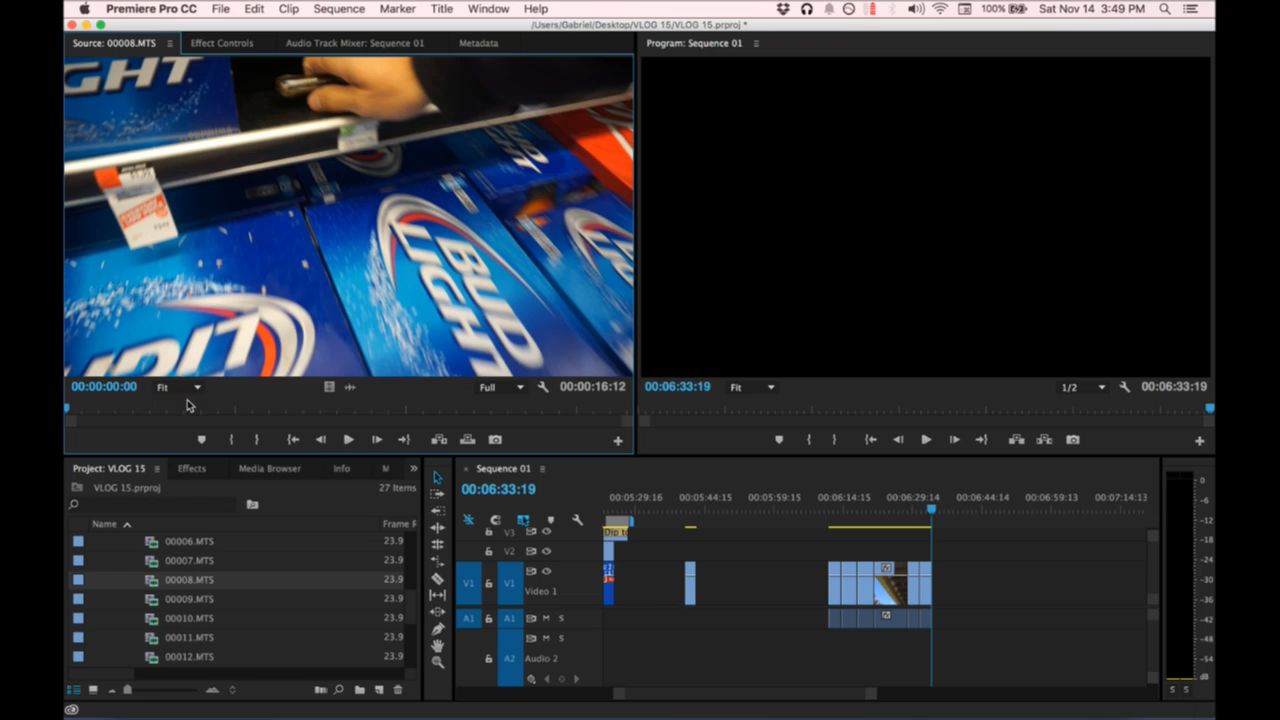 Premiere Pro CC File Edit Clip Sequence Marker Title Window Help 100% Sat Nov 14 3:49 PM
/Users/Gabriel/Desktop/VLOG 15/VLOG 15.prproj *
Source: 00008.MTS Effect Controls Audio Track Mixer: Sequence 01 Metadata Program: Sequence 01
GHT
BUD
LIGHT
BUD
LIGHT
BUD
00:00:00:00 Fit Full 00:00:16:12 00:06:33:19 Fit 1/2 00:06:33:19
Project: VLOG 15 Effects Media Browser Info M » × Sequence 01
VLOG 15.prproj 27 Items 00:06:33:19
00:05:29:16 00:05:44:15 00:05:59:15 00:06:14:15 00:06:29:14 00:06:44:14 00:06:59:13 00:07:14:13
Name Frame R
00006.MTS 23.9
00007.MTS 23.9
00008.MTS 23.9
00009.MTS 23.9
00010.MTS 23.9
00011.MTS 23.9
00012.MTS 23.9
V3 Dip to
V2
V1 V1 Video 1
A1 A1 M S
M S
A2 Audio 2
0
-6
-12
-18
-24
-30
-36
-42
-48
-54
dB
S S